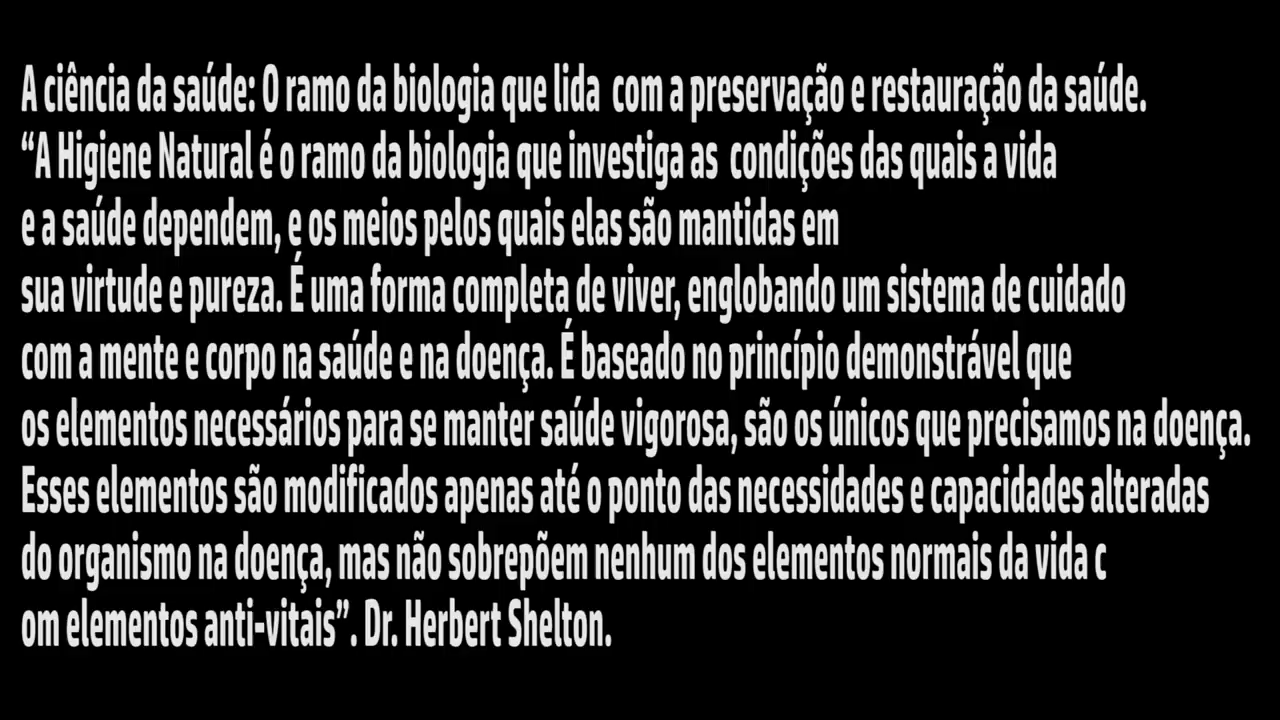 A ciência da saúde: O ramo da biologia que lida  com a preservação e restauração da saúde.
“A Higiene Natural é o ramo da biologia que investiga as  condições das quais a vida
e a saúde dependem, e os meios pelos quais elas são mantidas em
sua virtude e pureza. É uma forma completa de viver, englobando um sistema de cuidado
com a mente e corpo na saúde e na doença. É baseado no princípio demonstrável que
os elementos necessários para se manter saúde vigorosa, são os únicos que precisamos na doença.
Esses elementos são modificados apenas até o ponto das necessidades e capacidades alteradas
do organismo na doença, mas não sobrepõem nenhum dos elementos normais da vida c
om elementos anti-vitais”. Dr. Herbert Shelton.